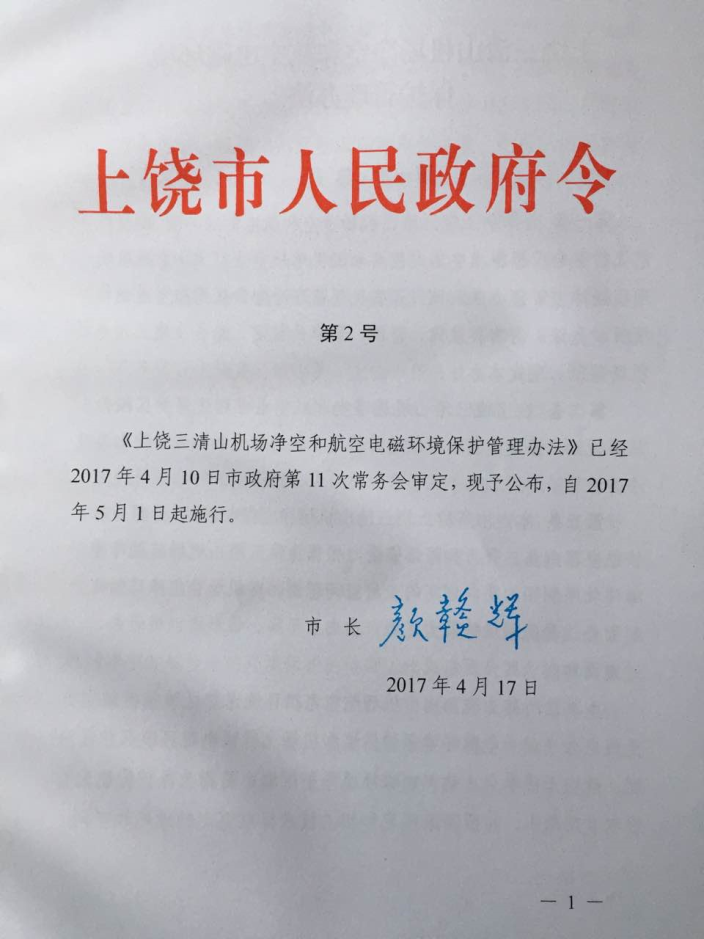 上饶市人民政府令
第2号
《上饶三清山机场净空和航空电磁环境保护管理办法》已经
2017年4月10日市政府第11次常务会审定，现予公布，自2017
年5月1日起施行。
市 长 颜赣辉
2017年4月17日
— 1 —